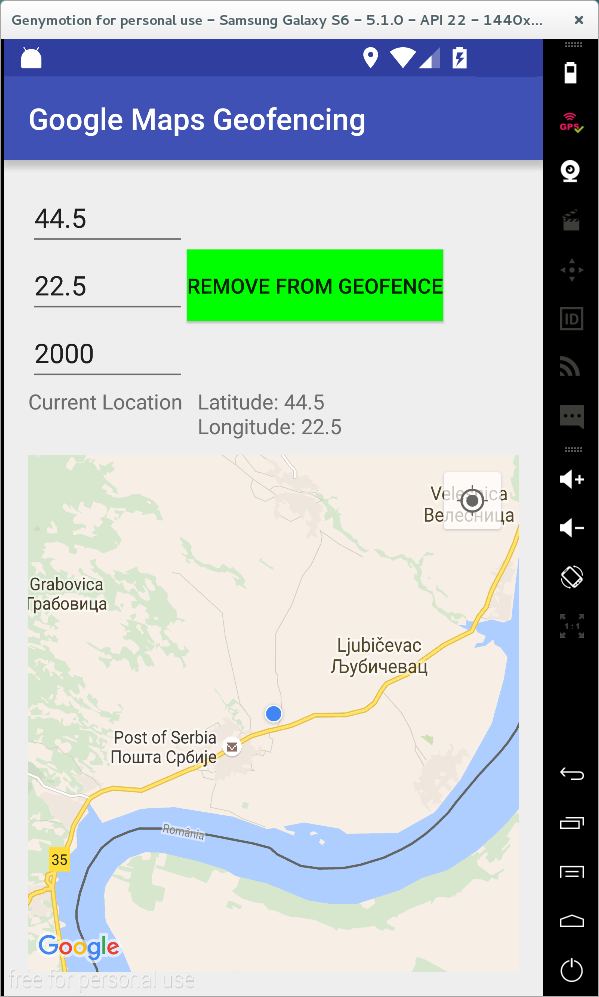 Genymotion for personal use – Samsung Galaxy S6 – 5.1.0 – API 22 – 1440x...
Google Maps Geofencing
GPS
44.5
22.5
REMOVE FROM GEOFENCE
ID
2000
Current Location
Latitude: 44.5
Longitude: 22.5
Velesnica
Велесница
Grabovica
Грабовица
1:1
Ljubičevac
Љубичевац
Post of Serbia
Пошта Србије
România
35
Google
free for personal use